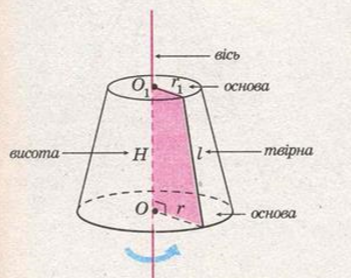 вісь
O₁ r₁ основа
висота H l твірна
O r основа